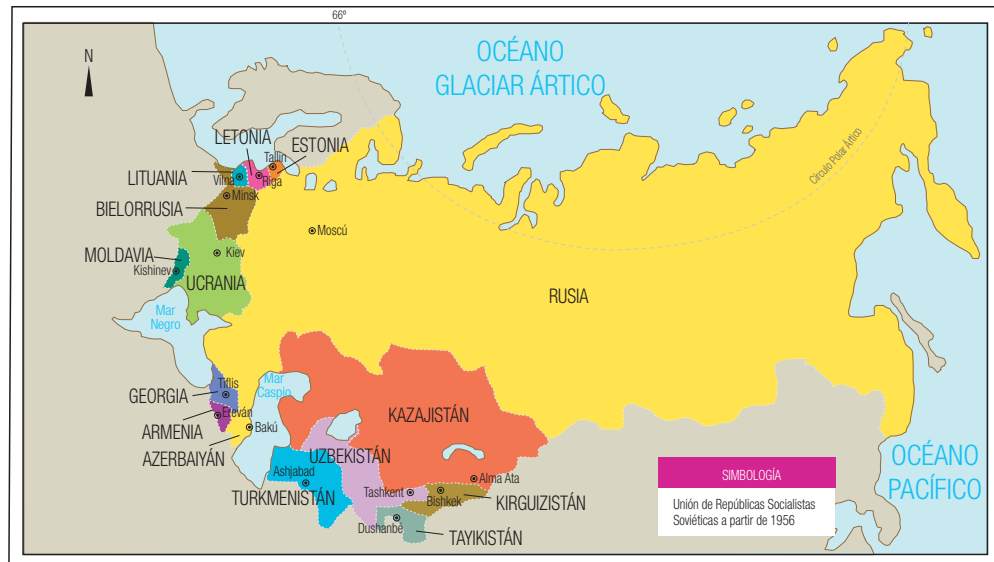 66º
N
OCÉANO
GLACIAR ÁRTICO
Círculo Polar Ártico
LETONIA
ESTONIA
Tallin
LITUANIA
Vilna
Riga
Minsk
BIELORRUSIA
Moscú
MOLDAVIA
Kiev
Kishinev
UCRANIA
RUSIA
Mar
Negro
Mar
Caspio
Tiflis
GEORGIA
Ereván
KAZAJISTÁN
ARMENIA
Bakú
AZERBAIYÁN
UZBEKISTÁN
OCÉANO
PACÍFICO
Ashjabad
SIMBOLOGÍA
Alma Ata
TURKMENISTÁN
Tashkent
Bishkek
KIRGUIZISTÁN
Unión de Repúblicas Socialistas
Soviéticas a partir de 1956
Dushanbé
TAYIKISTÁN